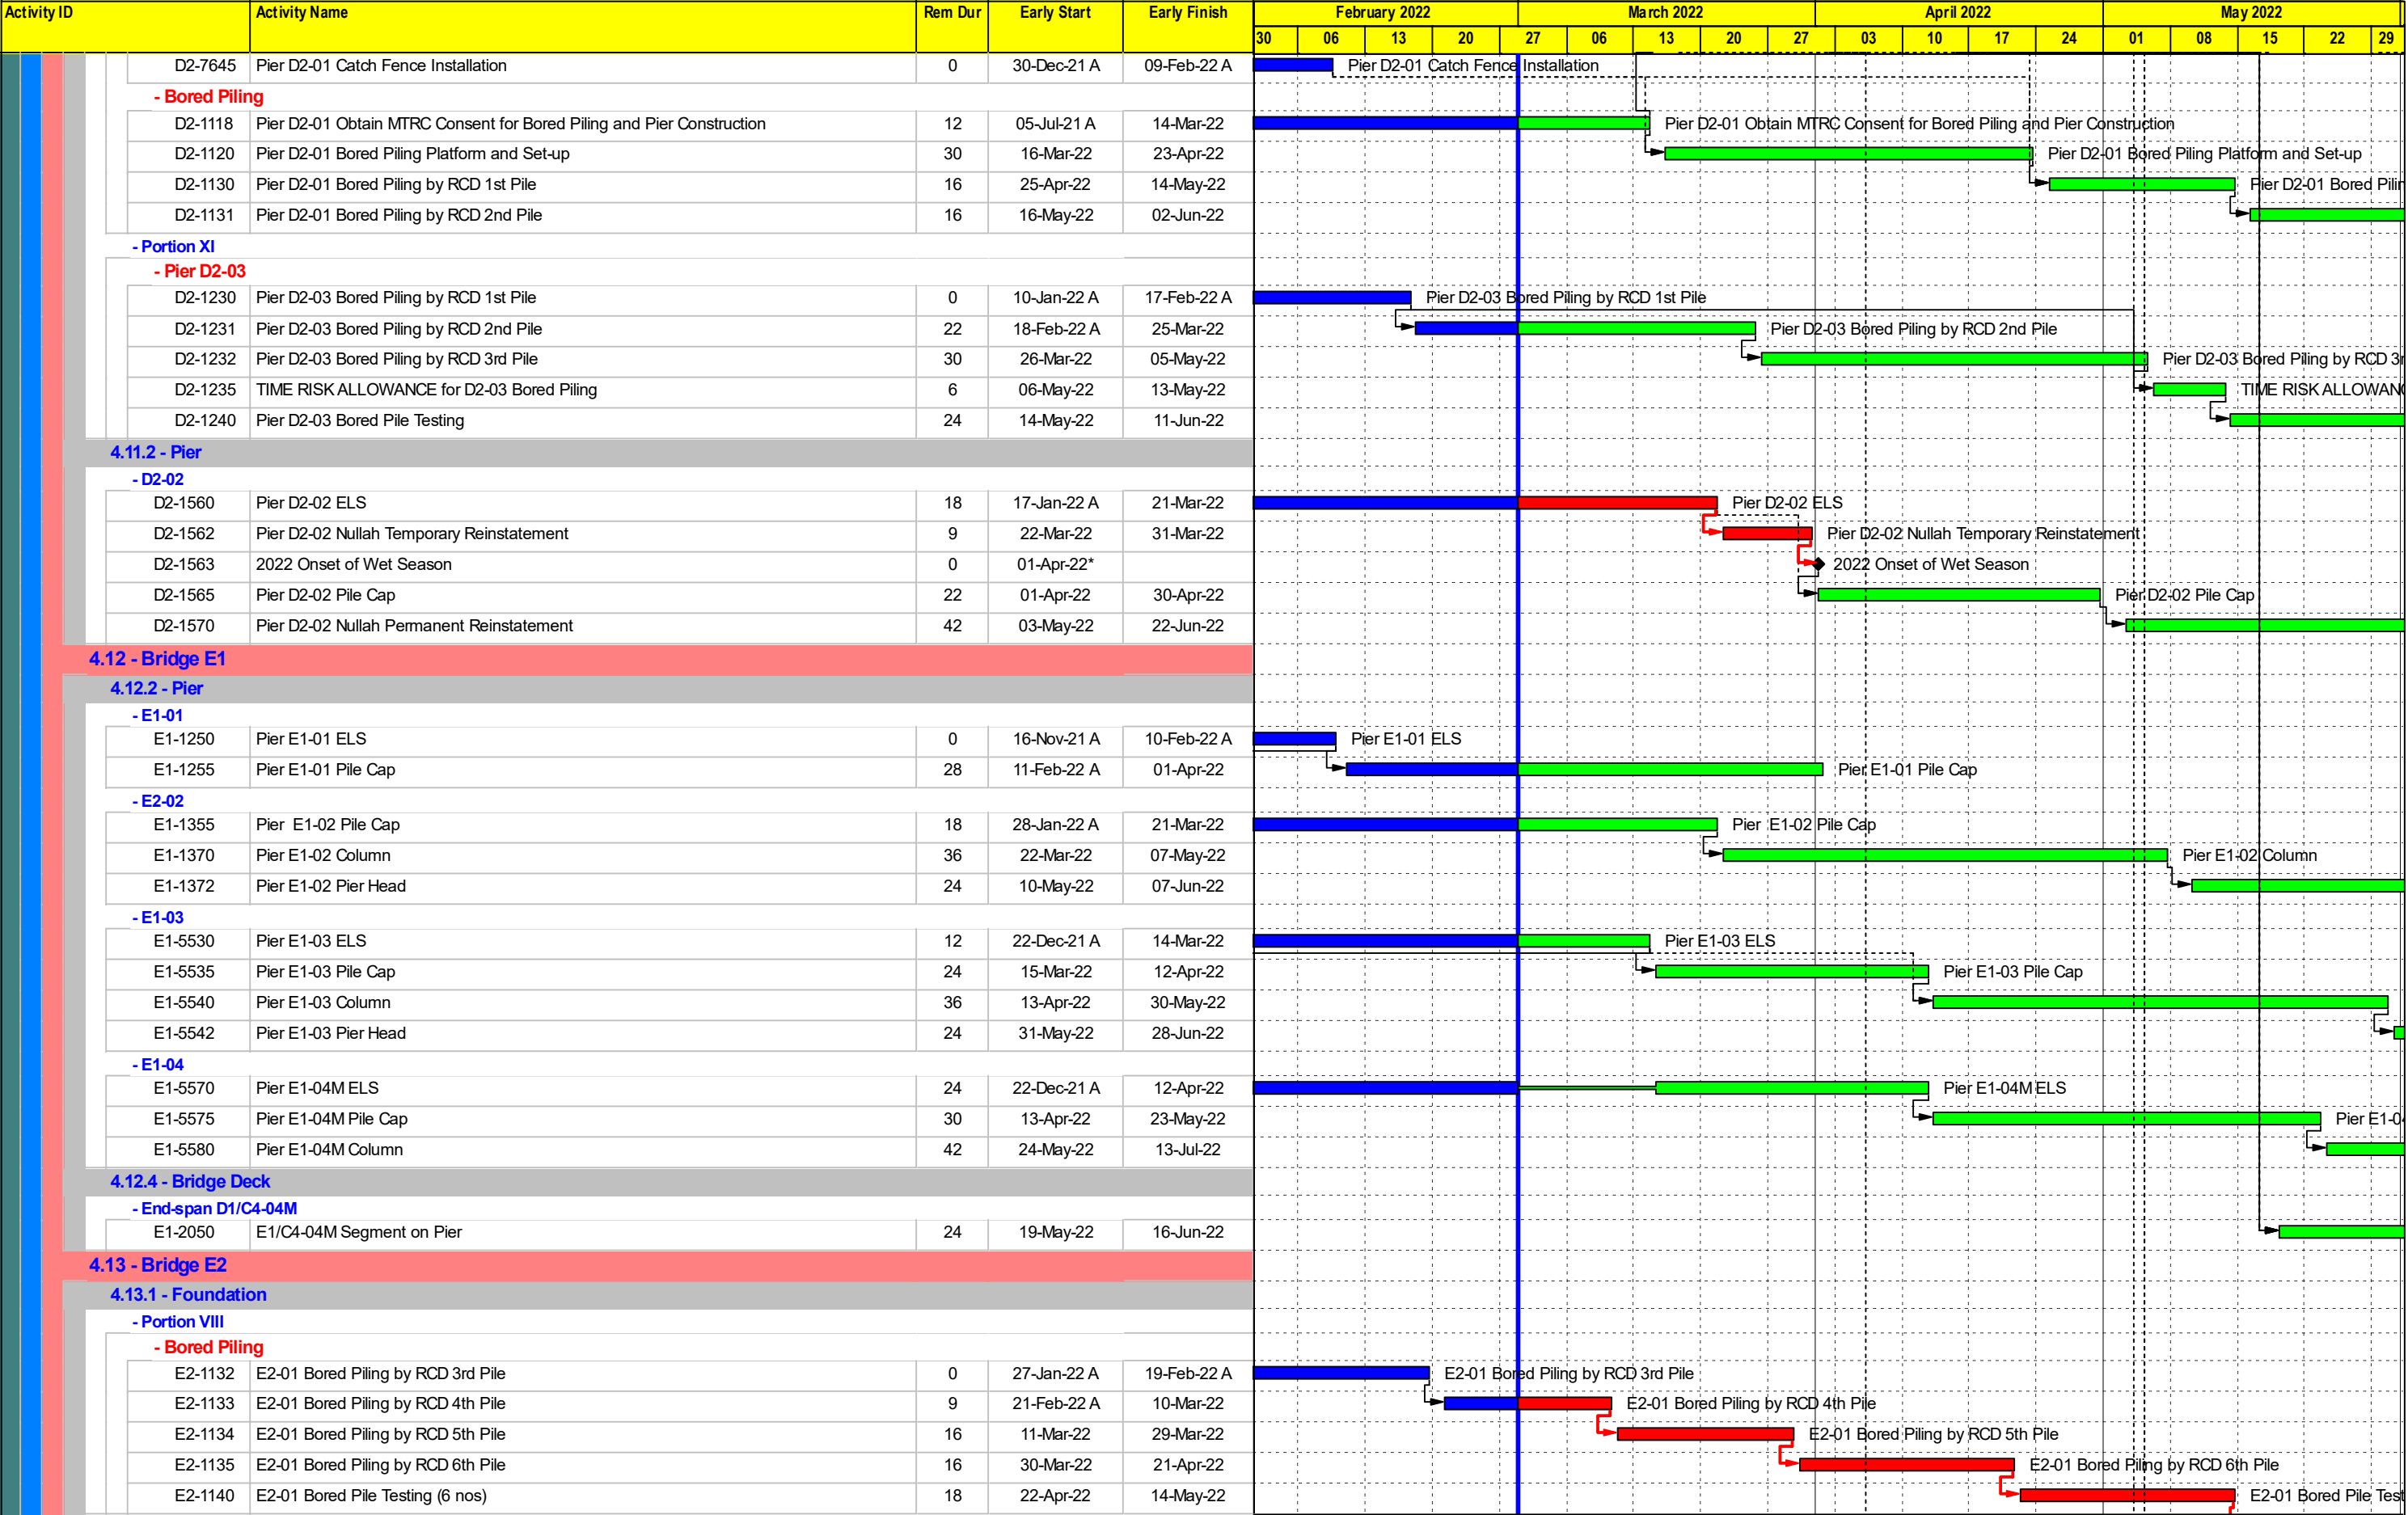 Activity ID Activity Name Rem Dur Early Start Early Finish February 2022 March 2022 April 2022 May 2022
30 06 13 20 27 06 13 20 27 03 10 17 24 01 08 15 22 29
D2-7645 Pier D2-01 Catch Fence Installation 0 30-Dec-21 A 09-Feb-22 A Pier D2-01 Catch Fence Installation
- Bored Piling
D2-1118 Pier D2-01 Obtain MTRC Consent for Bored Piling and Pier Construction 12 05-Jul-21 A 14-Mar-22 Pier D2-01 Obtain MTRC Consent for Bored Piling and Pier Construction
D2-1120 Pier D2-01 Bored Piling Platform and Set-up 30 16-Mar-22 23-Apr-22 Pier D2-01 Bored Piling Platform and Set-up
D2-1130 Pier D2-01 Bored Piling by RCD 1st Pile 16 25-Apr-22 14-May-22 Pier D2-01 Bored Pilin
D2-1131 Pier D2-01 Bored Piling by RCD 2nd Pile 16 16-May-22 02-Jun-22
- Portion XI
- Pier D2-03
D2-1230 Pier D2-03 Bored Piling by RCD 1st Pile 0 10-Jan-22 A 17-Feb-22 A Pier D2-03 Bored Piling by RCD 1st Pile
D2-1231 Pier D2-03 Bored Piling by RCD 2nd Pile 22 18-Feb-22 A 25-Mar-22 Pier D2-03 Bored Piling by RCD 2nd Pile
D2-1232 Pier D2-03 Bored Piling by RCD 3rd Pile 30 26-Mar-22 05-May-22 Pier D2-03 Bored Piling by RCD 3r
D2-1235 TIME RISK ALLOWANCE for D2-03 Bored Piling 6 06-May-22 13-May-22 TIME RISK ALLOWANC
D2-1240 Pier D2-03 Bored Pile Testing 24 14-May-22 11-Jun-22
4.11.2 - Pier
- D2-02
D2-1560 Pier D2-02 ELS 18 17-Jan-22 A 21-Mar-22 Pier D2-02 ELS
D2-1562 Pier D2-02 Nullah Temporary Reinstatement 9 22-Mar-22 31-Mar-22 Pier D2-02 Nullah Temporary Reinstatement
D2-1563 2022 Onset of Wet Season 0 01-Apr-22* 2022 Onset of Wet Season
D2-1565 Pier D2-02 Pile Cap 22 01-Apr-22 30-Apr-22 Pier D2-02 Pile Cap
D2-1570 Pier D2-02 Nullah Permanent Reinstatement 42 03-May-22 22-Jun-22
4.12 - Bridge E1
4.12.2 - Pier
- E1-01
E1-1250 Pier E1-01 ELS 0 16-Nov-21 A 10-Feb-22 A Pier E1-01 ELS
E1-1255 Pier E1-01 Pile Cap 28 11-Feb-22 A 01-Apr-22 Pier E1-01 Pile Cap
- E2-02
E1-1355 Pier E1-02 Pile Cap 18 28-Jan-22 A 21-Mar-22 Pier E1-02 Pile Cap
E1-1370 Pier E1-02 Column 36 22-Mar-22 07-May-22 Pier E1-02 Column
E1-1372 Pier E1-02 Pier Head 24 10-May-22 07-Jun-22
- E1-03
E1-5530 Pier E1-03 ELS 12 22-Dec-21 A 14-Mar-22 Pier E1-03 ELS
E1-5535 Pier E1-03 Pile Cap 24 15-Mar-22 12-Apr-22 Pier E1-03 Pile Cap
E1-5540 Pier E1-03 Column 36 13-Apr-22 30-May-22
E1-5542 Pier E1-03 Pier Head 24 31-May-22 28-Jun-22
- E1-04
E1-5570 Pier E1-04M ELS 24 22-Dec-21 A 12-Apr-22 Pier E1-04M ELS
E1-5575 Pier E1-04M Pile Cap 30 13-Apr-22 23-May-22 Pier E1-0
E1-5580 Pier E1-04M Column 42 24-May-22 13-Jul-22
4.12.4 - Bridge Deck
- End-span D1/C4-04M
E1-2050 E1/C4-04M Segment on Pier 24 19-May-22 16-Jun-22
4.13 - Bridge E2
4.13.1 - Foundation
- Portion VIII
- Bored Piling
E2-1132 E2-01 Bored Piling by RCD 3rd Pile 0 27-Jan-22 A 19-Feb-22 A E2-01 Bored Piling by RCD 3rd Pile
E2-1133 E2-01 Bored Piling by RCD 4th Pile 9 21-Feb-22 A 10-Mar-22 E2-01 Bored Piling by RCD 4th Pile
E2-1134 E2-01 Bored Piling by RCD 5th Pile 16 11-Mar-22 29-Mar-22 E2-01 Bored Piling by RCD 5th Pile
E2-1135 E2-01 Bored Piling by RCD 6th Pile 16 30-Mar-22 21-Apr-22 E2-01 Bored Piling by RCD 6th Pile
E2-1140 E2-01 Bored Pile Testing (6 nos) 18 22-Apr-22 14-May-22 E2-01 Bored Pile Test